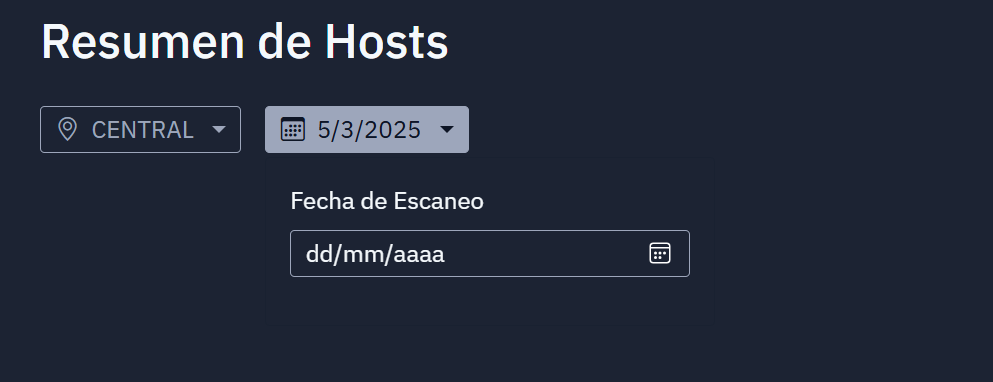 Resumen de Hosts
CENTRAL
5/3/2025
Fecha de Escaneo
dd/mm/aaaa